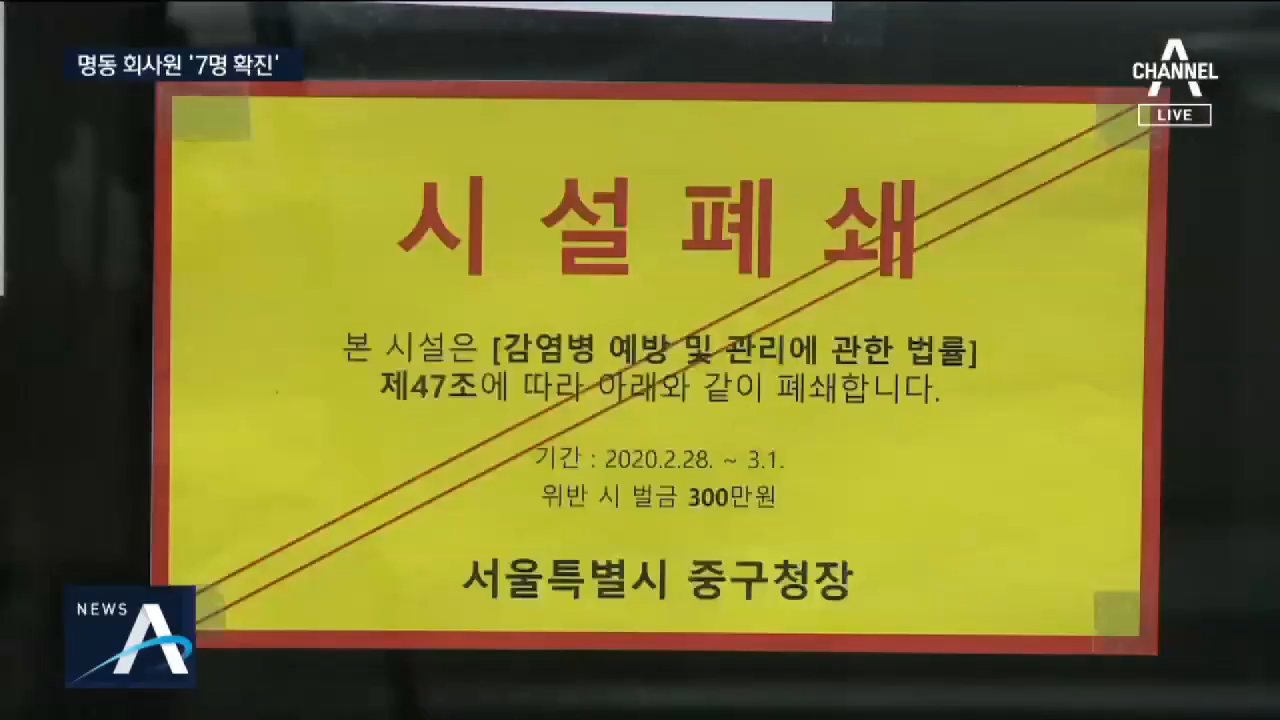 명동 회사원 '7명 확진'
CHANNEL A
LIVE
시설폐쇄
본 시설은 [감염병 예방 및 관리에 관한 법률]
제47조에 따라 아래와 같이 폐쇄합니다.
기간 : 2020.2.28. ~ 3.1.
위반 시 벌금 300만원
서울특별시 중구청장
NEWS A